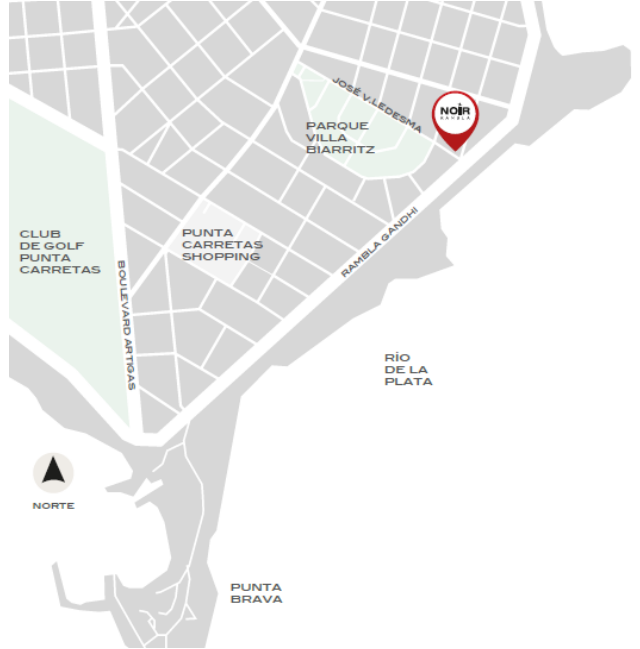 JOSÉ V.LEDESMA
NOIR
RAMBLA
PARQUE
VILLA
BIARRITZ
CLUB
DE GOLF
PUNTA
CARRETAS
PUNTA
CARRETAS
SHOPPING
RAMBLA GANDHI
BOULEVARD ARTIGAS
RÍO
DE LA
PLATA
NORTE
PUNTA
BRAVA